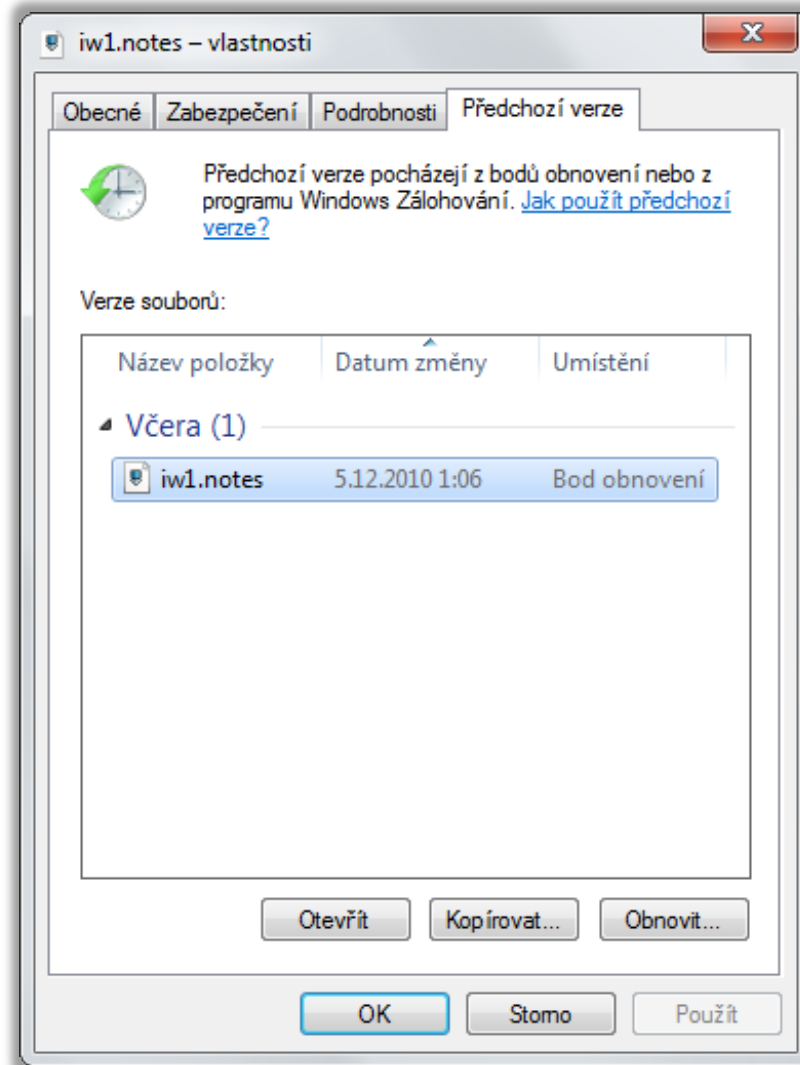 iw1.notes – vlastnosti
Obecné Zabezpečení Podrobnosti Předchozí verze
Předchozí verze pocházejí z bodů obnovení nebo z
programu Windows Zálohování. Jak použít předchozí
verze?
Verze souborů:
Název položky Datum změny Umístění
Včera (1)
iw1.notes 5.12.2010 1:06 Bod obnovení
Otevřít Kopírovat... Obnovit...
OK Storno Použít